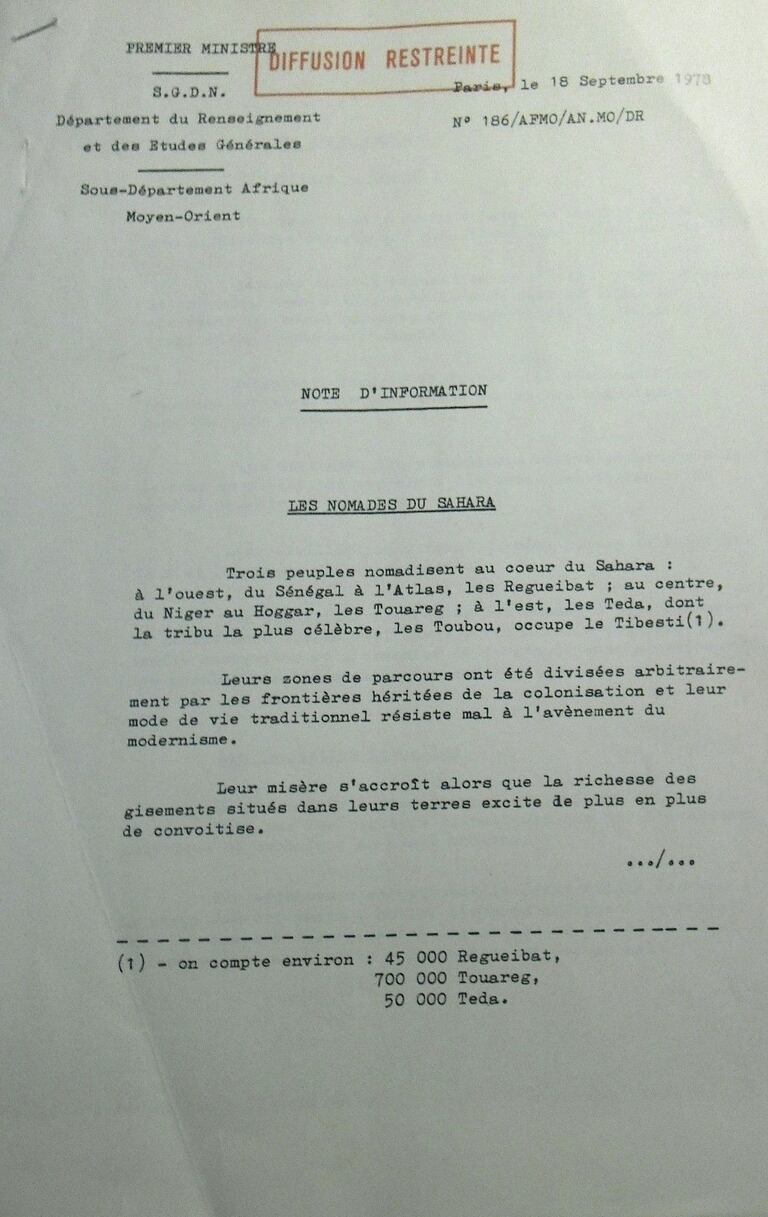 PREMIER MINISTRE
DIFFUSION RESTREINTE
S.G.D.N.
Paris, le 18 Septembre 1978
Département du Renseignement
N° 186/AFMO/AN.MO/DR
et des Etudes Générales
Sous-Département Afrique
Moyen-Orient
NOTE D'INFORMATION
LES NOMADES DU SAHARA
Trois peuples nomadisent au coeur du Sahara :
à l'ouest, du Sénégal à l'Atlas, les Regueibat ; au centre,
du Niger au Hoggar, les Touareg ; à l'est, les Teda, dont
la tribu la plus célèbre, les Toubou, occupe le Tibesti(1).
Leurs zones de parcours ont été divisées arbitraire-
ment par les frontières héritées de la colonisation et leur
mode de vie traditionnel résiste mal à l'avènement du
modernisme.
Leur misère s'accroît alors que la richesse des
gisements situés dans leurs terres excite de plus en plus
de convoitise.
.../...
(1) - on compte environ : 45 000 Regueibat,
700 000 Touareg,
50 000 Teda.